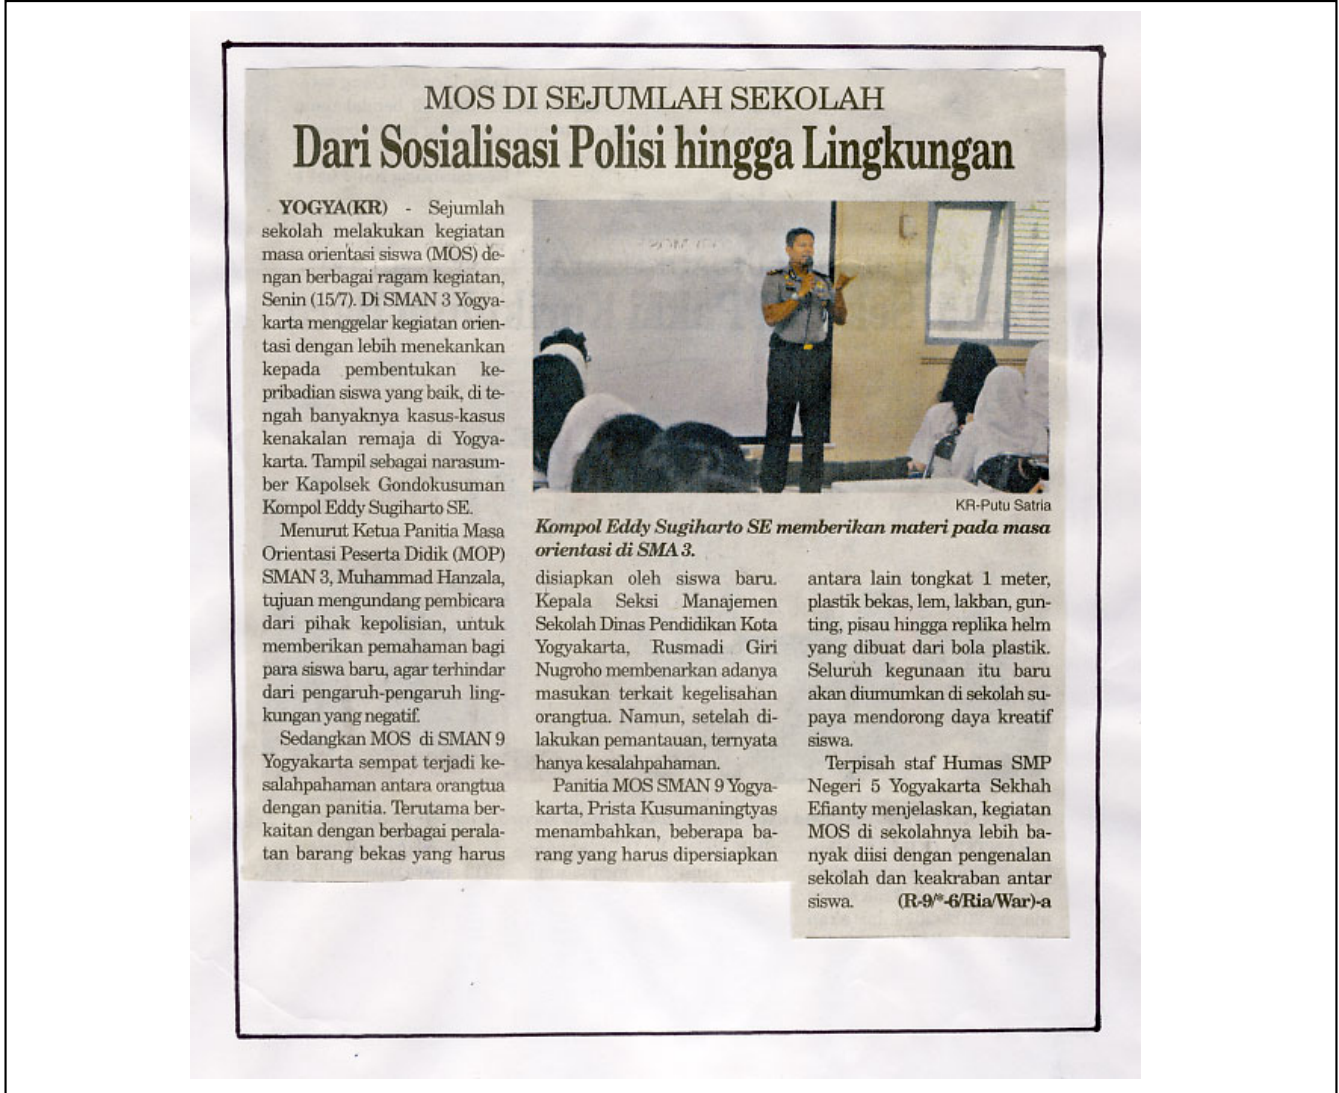 MOS DI SEJUMLAH SEKOLAH
Dari Sosialisasi Polisi hingga Lingkungan
YOGYA(KR) - Sejumlah
sekolah melakukan kegiatan
masa orientasi siswa (MOS) de-
ngan berbagai ragam kegiatan,
Senin (15/7). Di SMAN 3 Yogya-
karta menggelar kegiatan orien-
tasi dengan lebih menekankan
kepada pembentukan ke-
pribadian siswa yang baik, di te-
ngah banyaknya kasus-kasus
kenakalan remaja di Yogya-
karta. Tampil sebagai narasum-
ber Kapolsek Gondokusuman
Kompol Eddy Sugiharto SE.
Menurut Ketua Panitia Masa
Orientasi Peserta Didik (MOP)
SMAN 3, Muhammad Hanzala,
tujuan mengundang pembicara
dari pihak kepolisian, untuk
memberikan pemahaman bagi
para siswa baru, agar terhindar
dari pengaruh-pengaruh ling-
kungan yang negatif.
Sedangkan MOS di SMAN 9
Yogyakarta sempat terjadi ke-
salahpahaman antara orangtua
dengan panitia. Terutama ber-
kaitan dengan berbagai perala-
tan barang bekas yang harus
KR-Putu Satria
Kompol Eddy Sugiharto SE memberikan materi pada masa
orientasi di SMA 3.
disiapkan oleh siswa baru.
Kepala Seksi Manajemen
Sekolah Dinas Pendidikan Kota
Yogyakarta, Rusmadi Giri
Nugroho membenarkan adanya
masukan terkait kegelisahan
orangtua. Namun, setelah di-
lakukan pemantauan, ternyata
hanya kesalahpahaman.
Panitia MOS SMAN 9 Yogya-
karta, Prista Kusumaningtyas
menambahkan, beberapa ba-
rang yang harus dipersiapkan
antara lain tongkat 1 meter,
plastik bekas, lem, lakban, gun-
ting, pisau hingga replika helm
yang dibuat dari bola plastik.
Seluruh kegunaan itu baru
akan diumumkan di sekolah su-
paya mendorong daya kreatif
siswa.
Terpisah staf Humas SMP
Negeri 5 Yogyakarta Sekhah
Efianty menjelaskan, kegiatan
MOS di sekolahnya lebih ba-
nyak diisi dengan pengenalan
sekolah dan keakraban antar
siswa. (R-9/*-6/Ria/War)-a